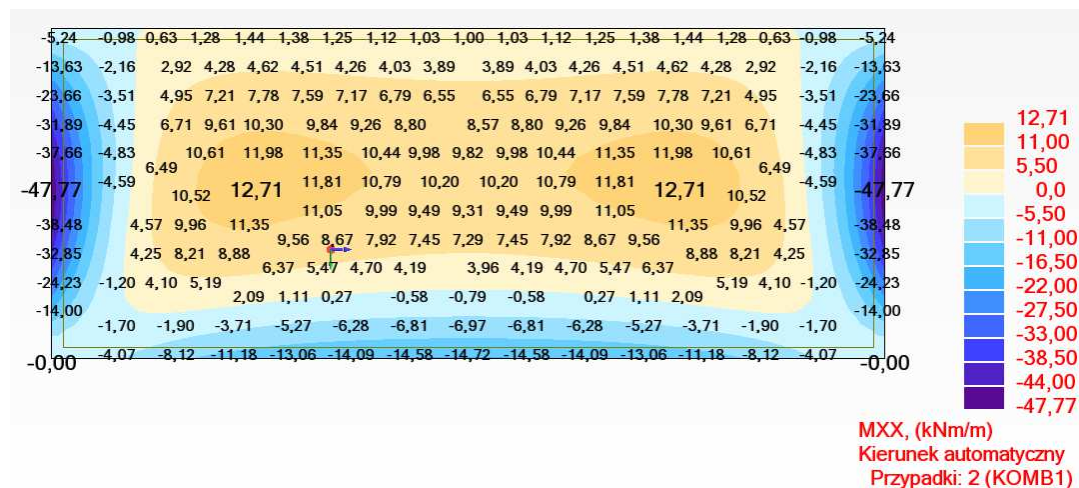 -5,24 -0,98 0,63 1,28 1,44 1,38 1,25 1,12 1,03 1,00 1,03 1,12 1,25 1,38 1,44 1,28 0,63 -0,98 -5,24
-13,63 -2,16 2,92 4,28 4,62 4,51 4,26 4,03 3,89 3,89 4,03 4,26 4,51 4,62 4,28 2,92 -2,16 -13,63
-23,66 -3,51 4,95 7,21 7,78 7,59 7,17 6,79 6,55 6,55 6,79 7,17 7,59 7,78 7,21 4,95 -3,51 -23,66
-31,89 -4,45 6,71 9,61 10,30 9,84 9,26 8,80 8,57 8,80 9,26 9,84 10,30 9,61 6,71 -4,45 -31,89
-37,66 -4,83 10,61 11,98 11,35 10,44 9,98 9,82 9,98 10,44 11,35 11,98 10,61 -4,83 -37,66
6,49 6,49
-4,59 11,81 10,79 10,20 10,20 10,79 11,81 -4,59
-47,77 10,52 12,71 12,71 10,52 -47,77
11,05 9,99 9,49 9,31 9,49 9,99 11,05
-38,48 4,57 9,96 11,35 11,35 9,96 4,57 -38,48
9,56 8,67 7,92 7,45 7,29 7,45 7,92 8,67 9,56
-32,85 4,25 8,21 8,88 8,88 8,21 4,25 -32,85
6,37 5,47 4,70 4,19 3,96 4,19 4,70 5,47 6,37
-24,23 -1,20 4,10 5,19 5,19 4,10 -1,20 -24,23
2,09 1,11 0,27 -0,58 -0,79 -0,58 0,27 1,11 2,09
-14,00 -14,00
-1,70 -1,90 -3,71 -5,27 -6,28 -6,81 -6,97 -6,81 -6,28 -5,27 -3,71 -1,90 -1,70
-4,07 -8,12 -11,18 -13,06 -14,09 -14,58 -14,72 -14,58 -14,09 -13,06 -11,18 -8,12 -4,07
-0,00 -0,00
12,71
11,00
5,50
0,0
-5,50
-11,00
-16,50
-22,00
-27,50
-33,00
-38,50
-44,00
-47,77
MXX, (kNm/m)
Kierunek automatyczny
Przypadki: 2 (KOMB1)